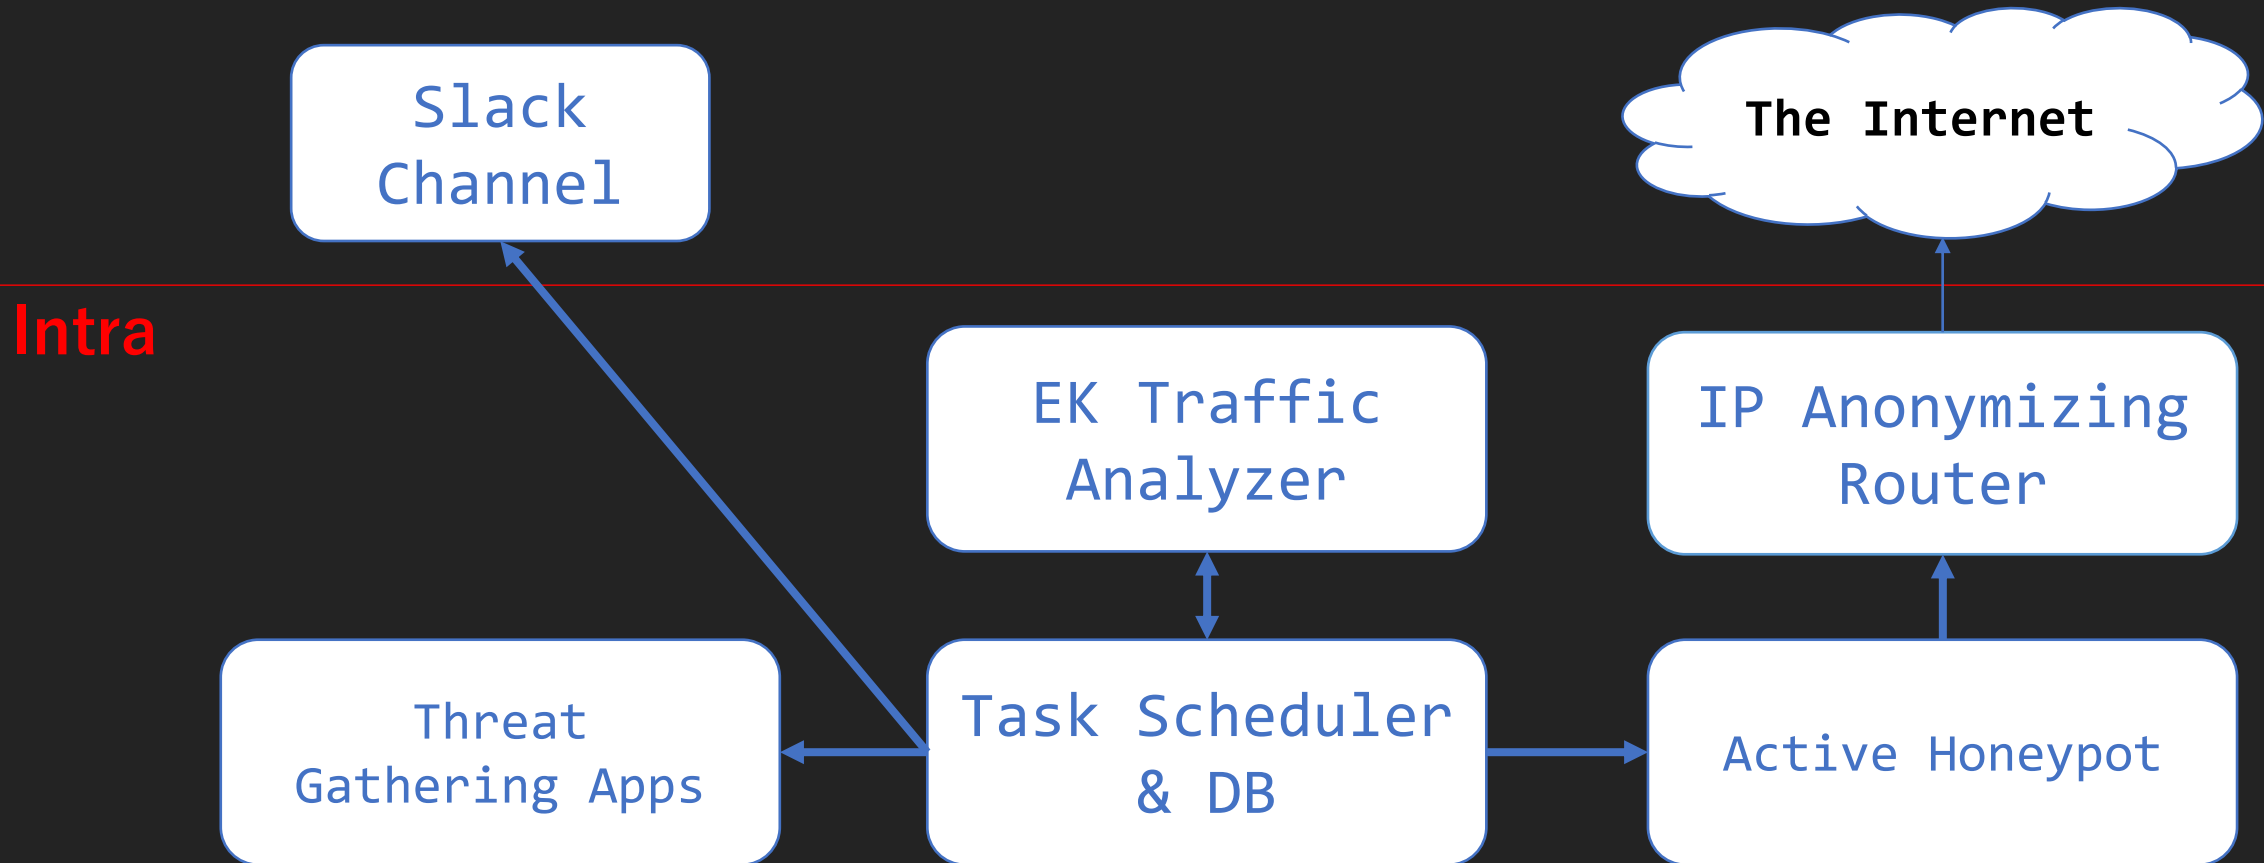 Slack
Channel
The Internet
Intra
EK Traffic
Analyzer
IP Anonymizing
Router
Threat
Gathering Apps
Task Scheduler
& DB
Active Honeypot